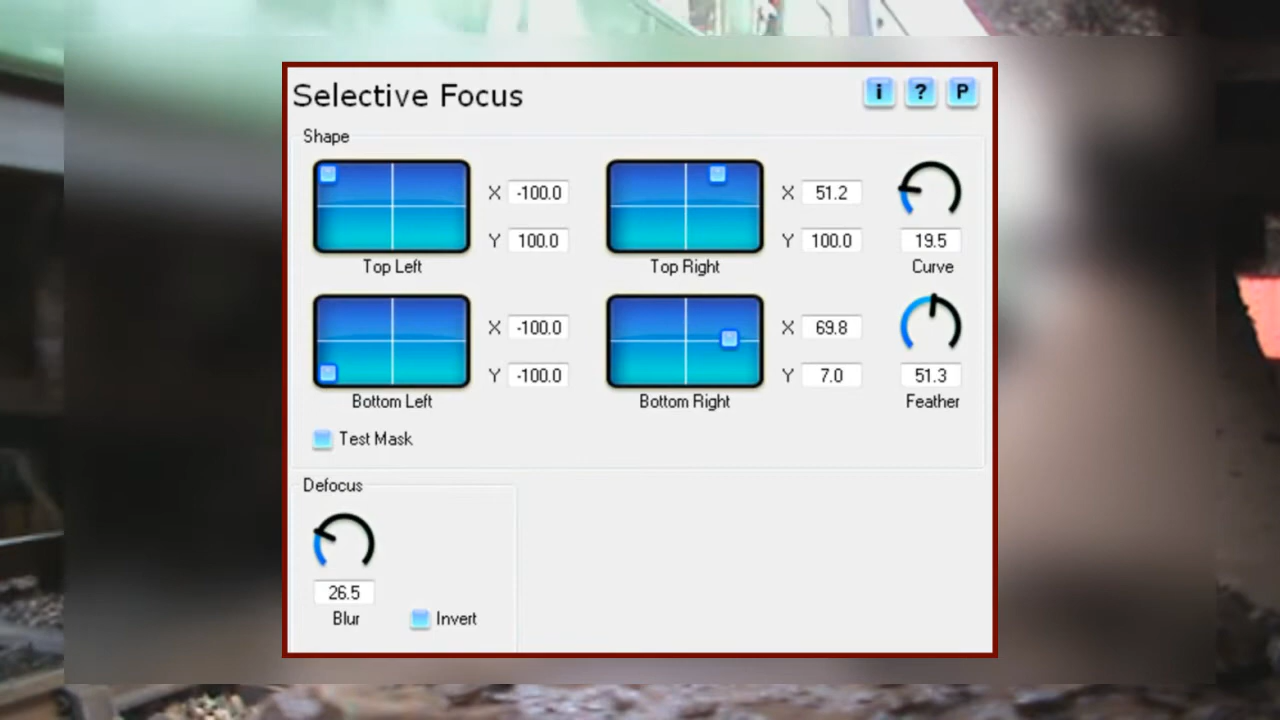 Selective Focus
i ? P
Shape
X -100.0
X 51.2
Y 100.0
Y 100.0
19.5
Top Left
Top Right
Curve
X -100.0
X 69.8
Y -100.0
Y 7.0
51.3
Bottom Left
Bottom Right
Feather
Test Mask
Defocus
26.5
Blur
Invert